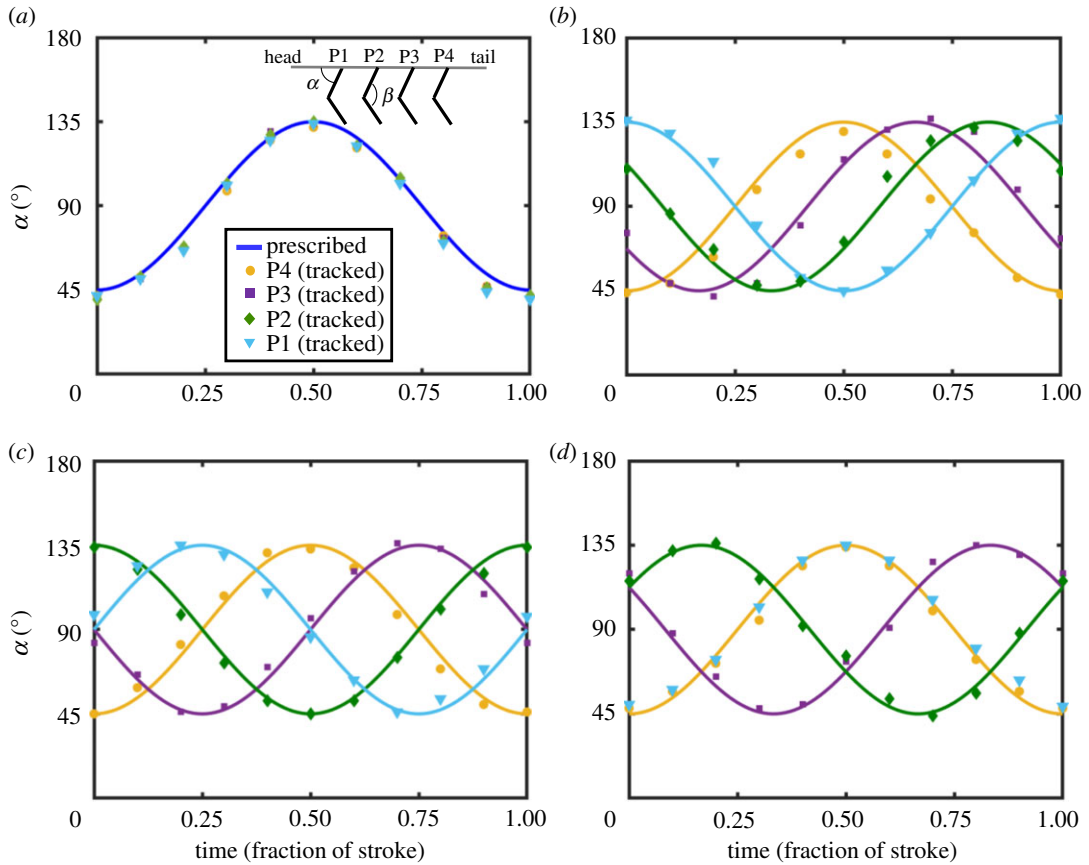 (a)
180
135
90
45
0
α (°)
head P1 P2 P3 P4 tail
α
β
prescribed
P4 (tracked)
P3 (tracked)
P2 (tracked)
P1 (tracked)
0.25 0.50 0.75 1.00
(b)
180
135
90
45
0
0.25 0.50 0.75 1.00
(c)
180
135
90
45
0
α (°)
0.25 0.50 0.75 1.00
time (fraction of stroke)
(d)
180
135
90
45
0
0.25 0.50 0.75 1.00
time (fraction of stroke)